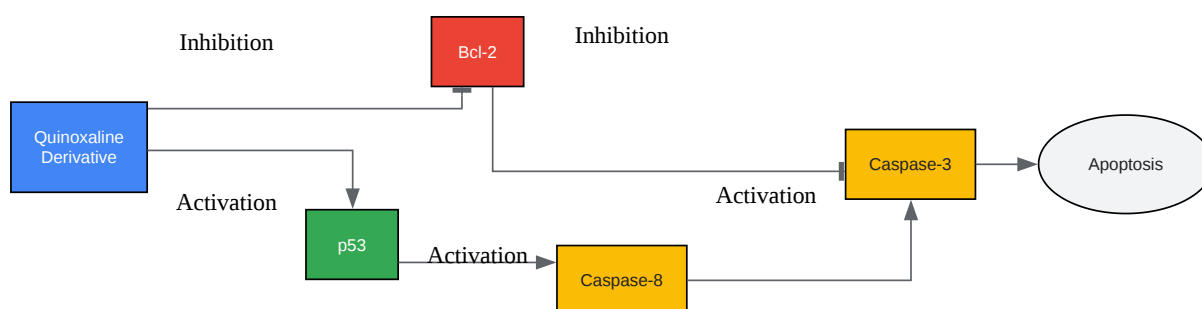 Inhibition
Bcl-2
Inhibition
Quinoxaline
Derivative
Activation
p53
Activation
Caspase-8
Activation
Caspase-3
Apoptosis